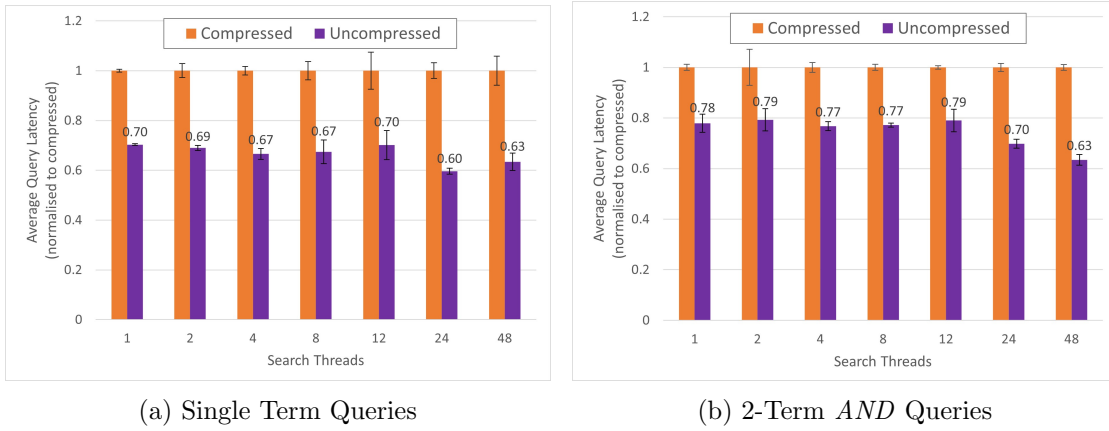 1.2
Compressed Uncompressed
1
0.8
0.6
0.4
0.2
0
0.70
0.69
0.67
0.67
0.70
0.60
0.63
Average Query Latency
(normalised to compressed)
1 2 4 8 12 24 48
Search Threads
(a) Single Term Queries
1.2
Compressed Uncompressed
1
0.8
0.6
0.4
0.2
0
0.78
0.79
0.77
0.77
0.79
0.70
0.63
Average Query Latency
(normalised to compressed)
1 2 4 8 12 24 48
Search Threads
(b) 2-Term AND Queries